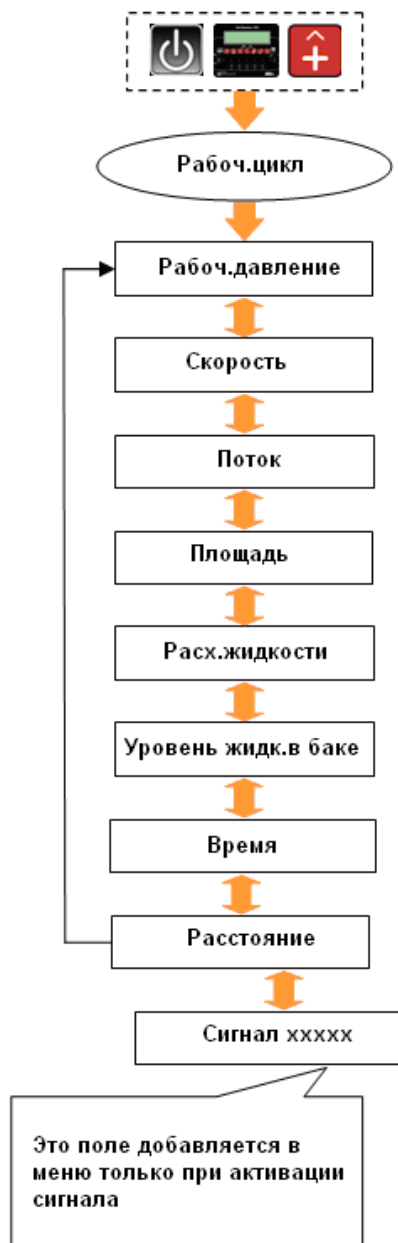 Рабоч.цикл
Рабоч.давление
Скорость
Поток
Площадь
Расх.жидкости
Уровень жидк.в баке
Время
Расстояние
Сигнал xxxxx
Это поле добавляется в
меню только при активации
сигнала